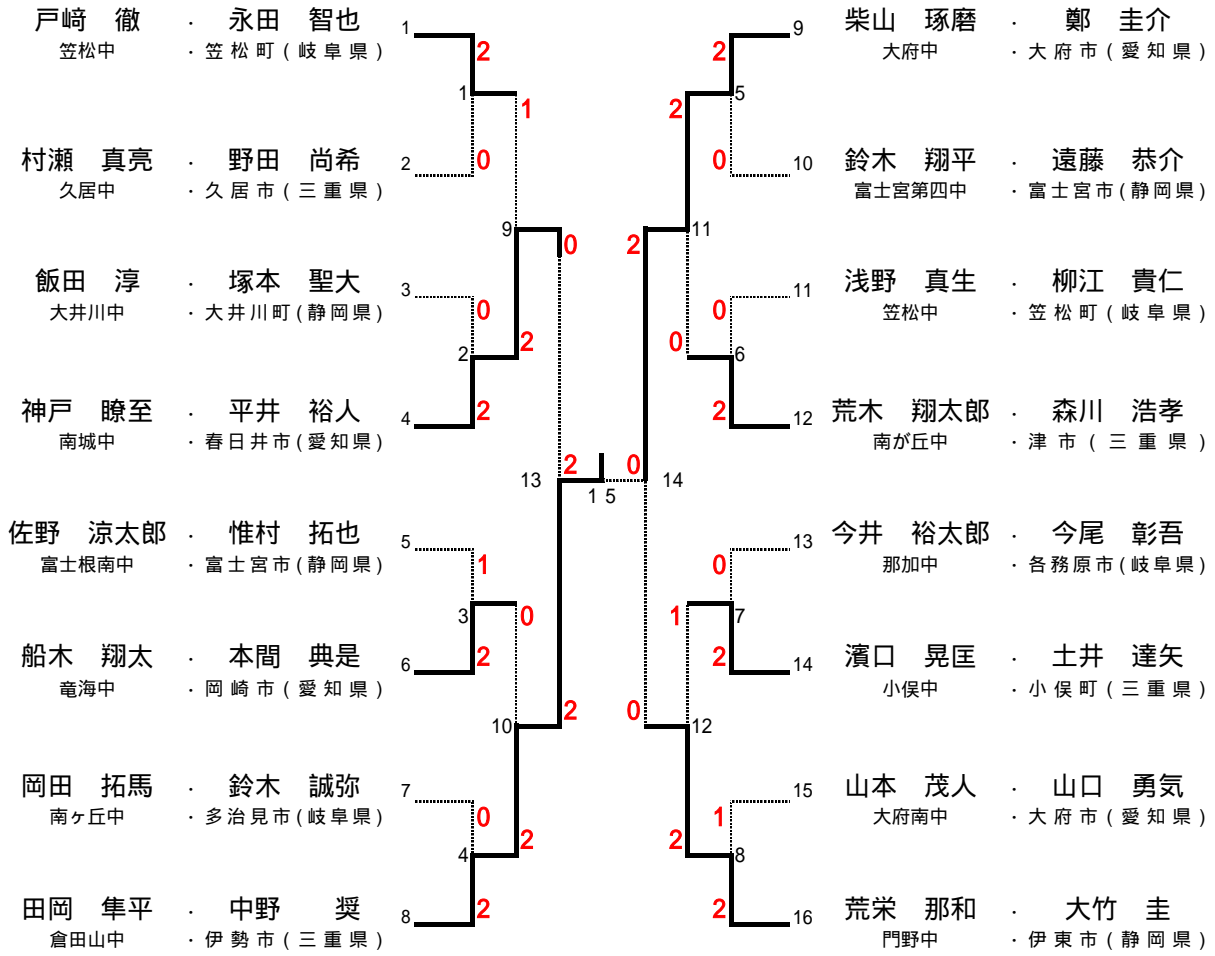 戸﨑　徹　・　永田　智也　1
笠松中　・笠松町(岐阜県)
2
1
1
村瀬　真亮　・　野田　尚希　2
久居中　・久居市(三重県)
0
9
0
飯田　淳　・　塚本　聖大　3
大井川中　・大井川町(静岡県)
0
2
2
神戸　瞭至　・　平井　裕人　4
南城中　・春日井市(愛知県)
2
13
2
佐野　涼太郎　・　惟村　拓也　5
富士根南中　・富士宮市(静岡県)
1
3
0
船木　翔太　・　本間　典是　6
竜海中　・岡崎市(愛知県)
2
10
2
岡田　拓馬　・　鈴木　誠弥　7
南ヶ丘中　・多治見市(岐阜県)
0
4
2
田岡　隼平　・　中野　奨　8
倉田山中　・伊勢市(三重県)
2
15
9　柴山　琢磨　・　鄭　圭介
大府中　・大府市(愛知県)
2
5
2
10　鈴木　翔平　・　遠藤　恭介
富士宮第四中　・富士宮市(静岡県)
0
11
2
11　浅野　真生　・　柳江　貴仁
笠松中　・笠松町(岐阜県)
0
6
0
12　荒木　翔太郎　・　森川　浩孝
南が丘中　・津市(三重県)
2
14
0
13　今井　裕太郎　・　今尾　彰吾
那加中　・各務原市(岐阜県)
0
7
1
14　濱口　晃匡　・　土井　達矢
小俣中　・小俣町(三重県)
2
12
0
15　山本　茂人　・　山口　勇気
大府南中　・大府市(愛知県)
1
8
2
16　荒栄　那和　・　大竹　圭
門野中　・伊東市(静岡県)
2